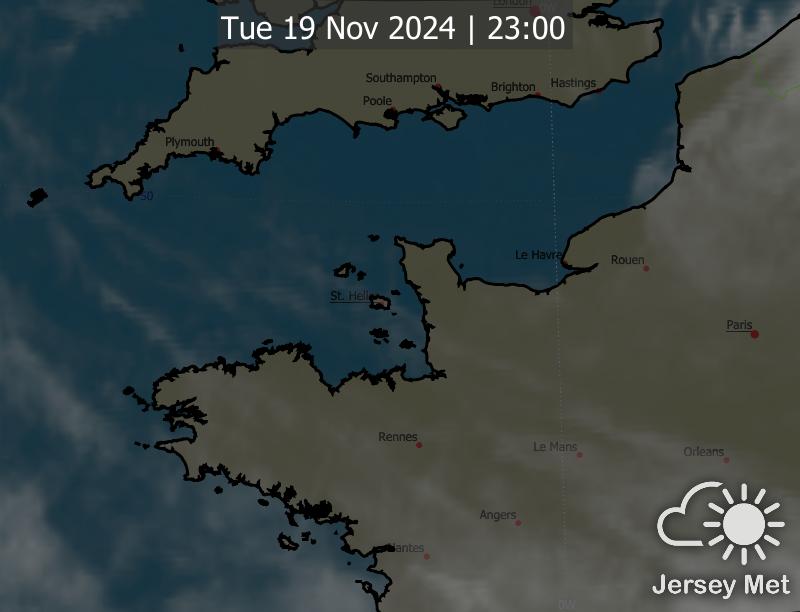 London
Tue 19 Nov 2024 | 23:00
Southampton
Brighton
Hastings
Poole
Plymouth
50
Le Havre
Rouen
St. Heli
Paris
Rennes
Le Mans
Orleans
Angers
Nantes
0W
Jersey Met